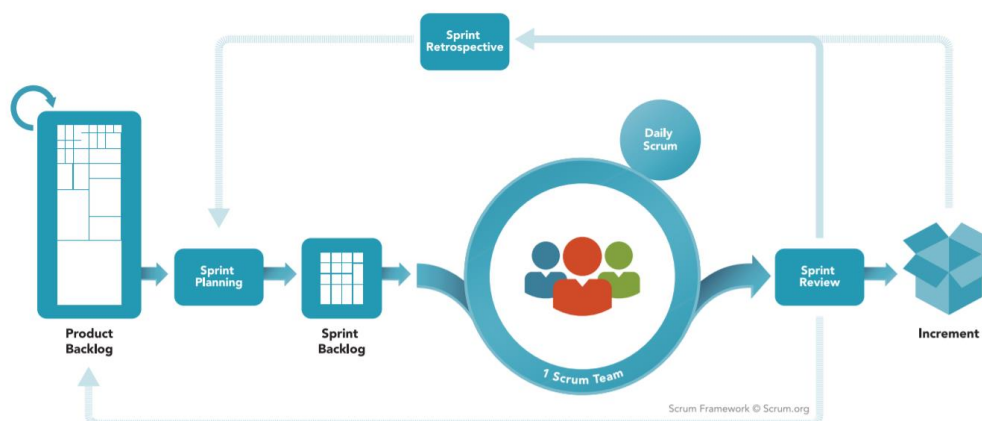 Sprint
Retrospective
Daily
Scrum
Sprint
Planning
Sprint
Review
Product
Backlog
Sprint
Backlog
1 Scrum Team
Increment
Scrum Framework © Scrum.org